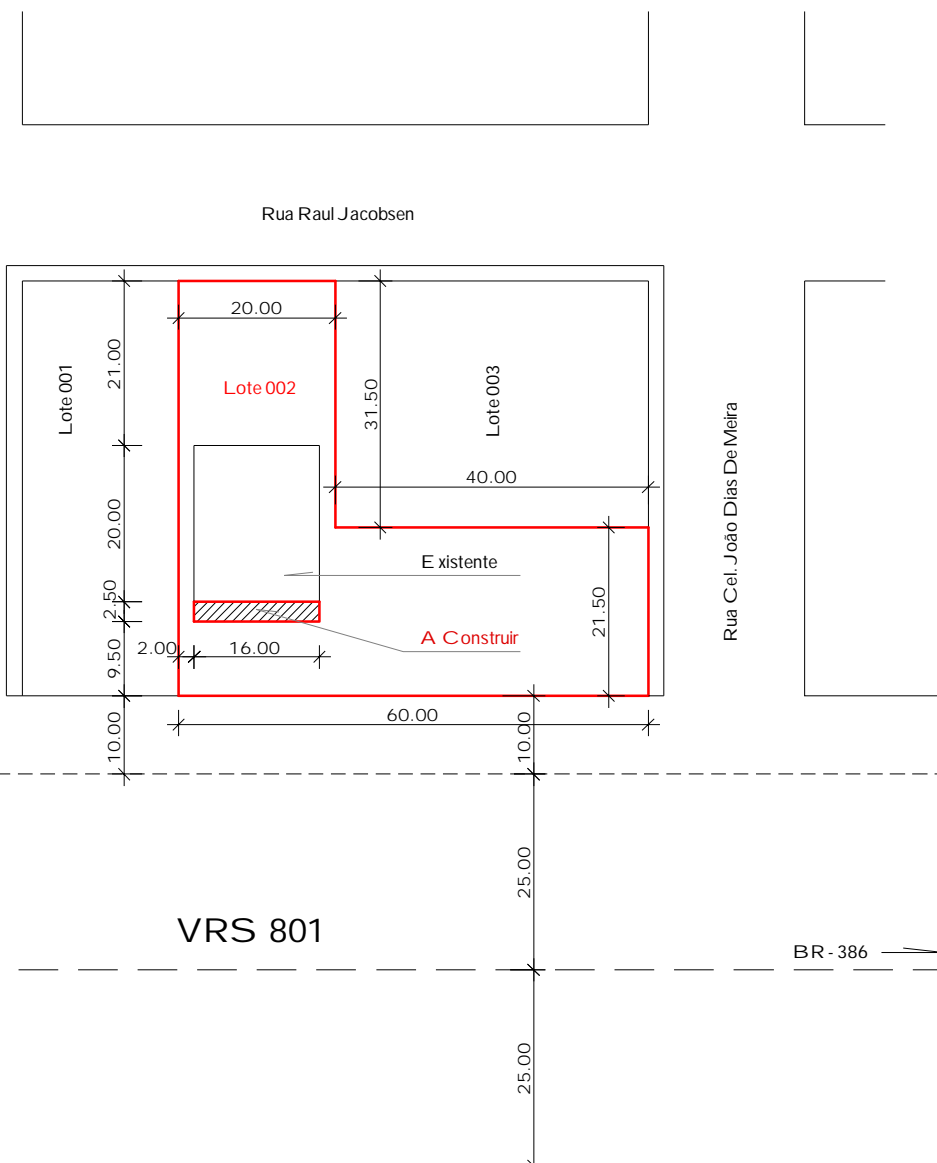 Rua Raul Jacobsen
20.00
21.00
Lote 001
Lote 002
31.50
Lote 003
40.00
Rua Cel. João Dias De Meira
20.00
Existente
2.50
21.50
A Construir
9.50
2.00
16.00
60.00
10.00
10.00
25.00
VRS 801
BR-386
25.00